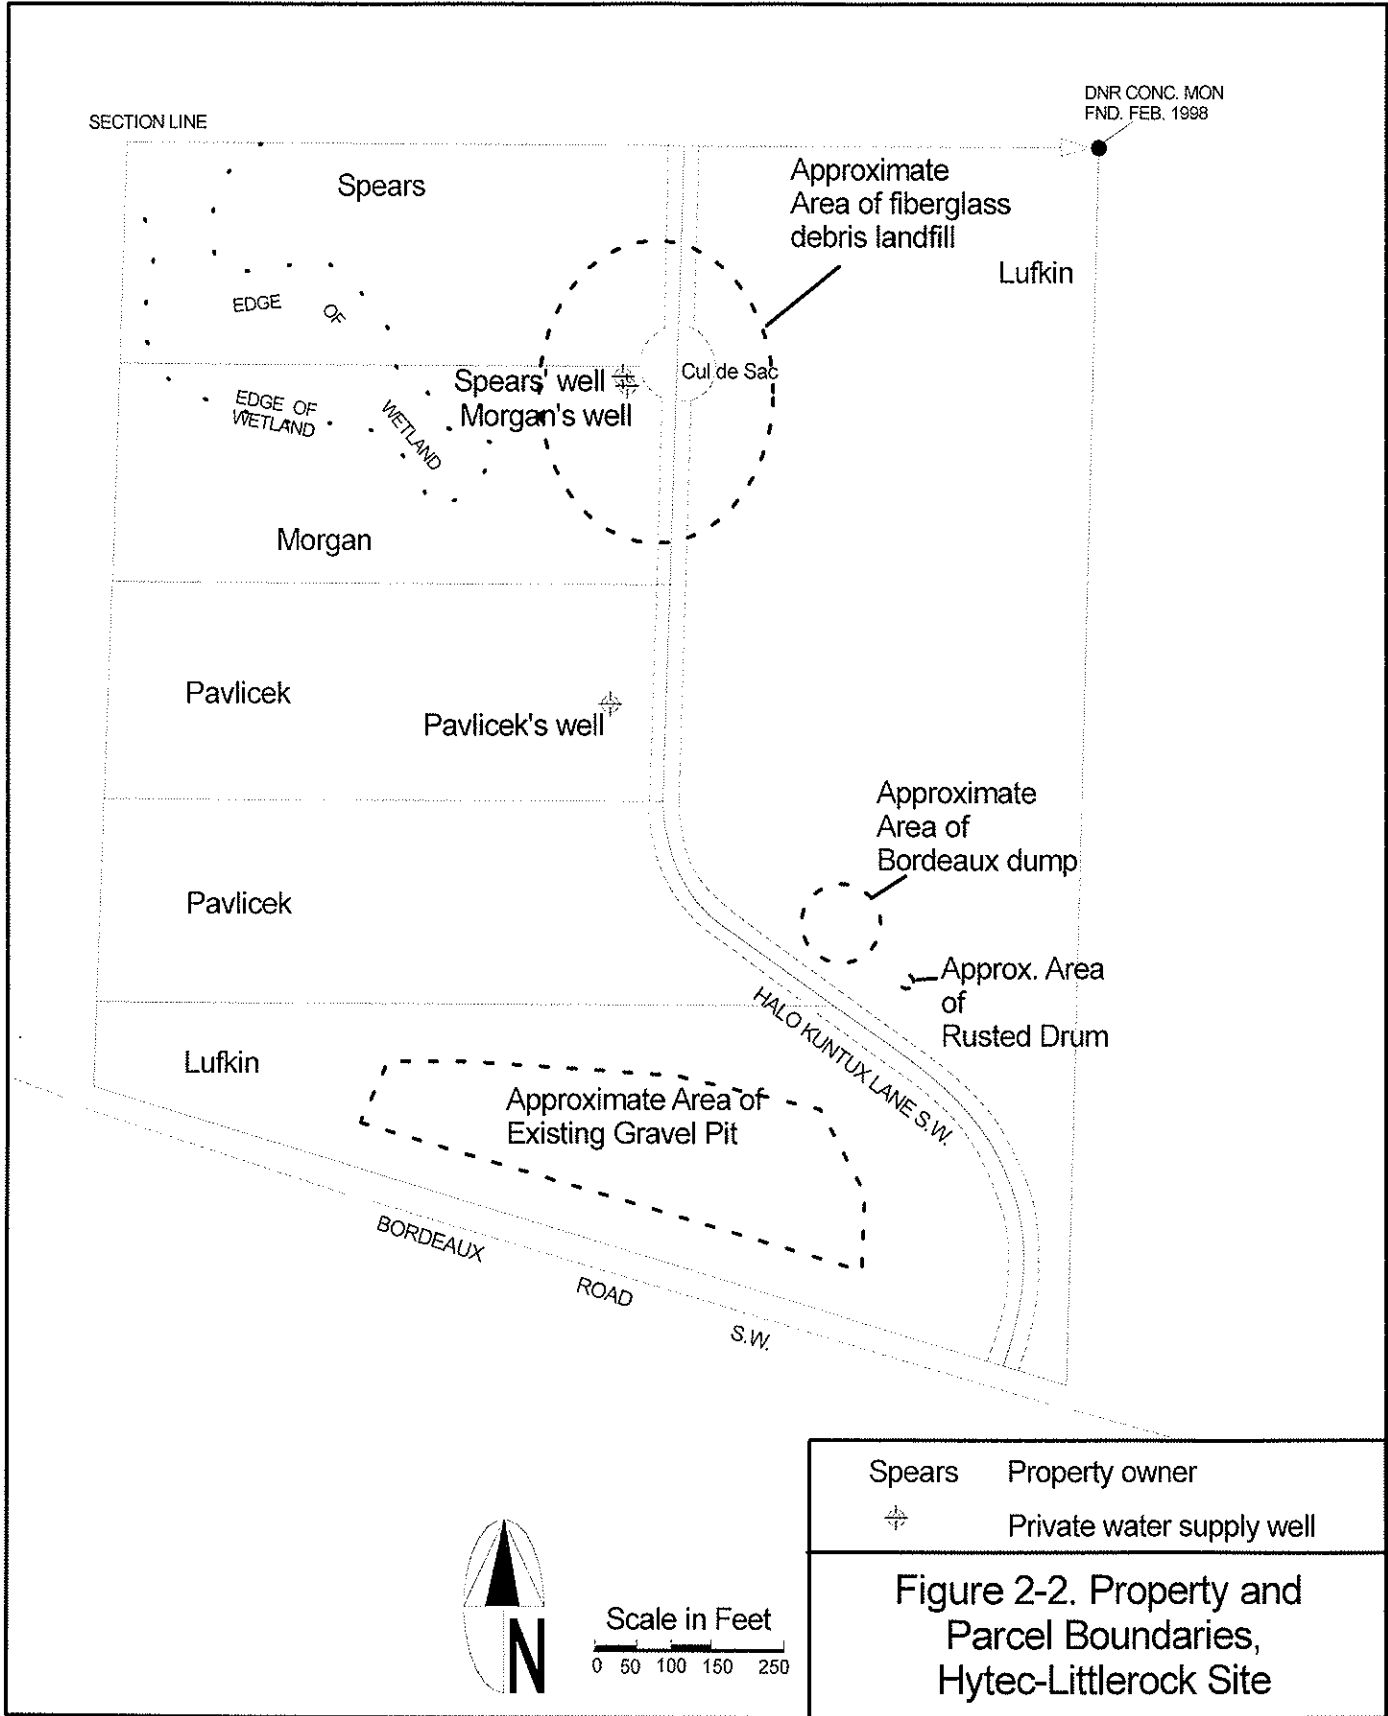 DNR CONC. MON
FND. FEB. 1998
SECTION LINE
Spears
Approximate
Area of fiberglass
debris landfill
Lufkin
EDGE
OF
WETLAND
Cul de Sac
Spears' well
Morgan's well
EDGE OF
WETLAND
Morgan
Pavlicek
Pavlicek's well
Approximate
Area of
Bordeaux dump
Pavlicek
Approx. Area
of
Rusted Drum
HALO KUNTUX LANE S.W.
Lufkin
Approximate Area of
Existing Gravel Pit
BORDEAUX
ROAD
S.W.
Spears Property owner
Private water supply well
N
Scale in Feet
0 50 100 150 250
Figure 2-2. Property and
Parcel Boundaries,
Hytec-Littlerock Site